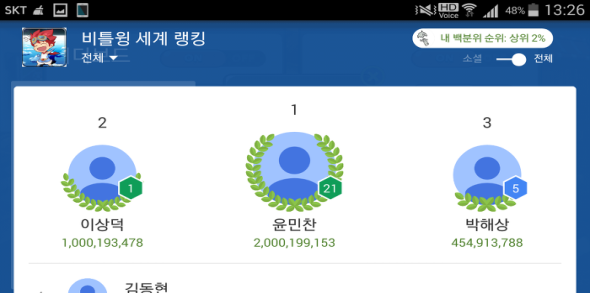 SKT HD Voice 48% 13:26
비틀윙 세계 랭킹
내 백분위 순위: 상위 2%
전체
소셜 전체
2 1 3
1 21 5
이상덕 윤민찬 박해상
1,000,193,478 2,000,199,153 454,913,788
김동현